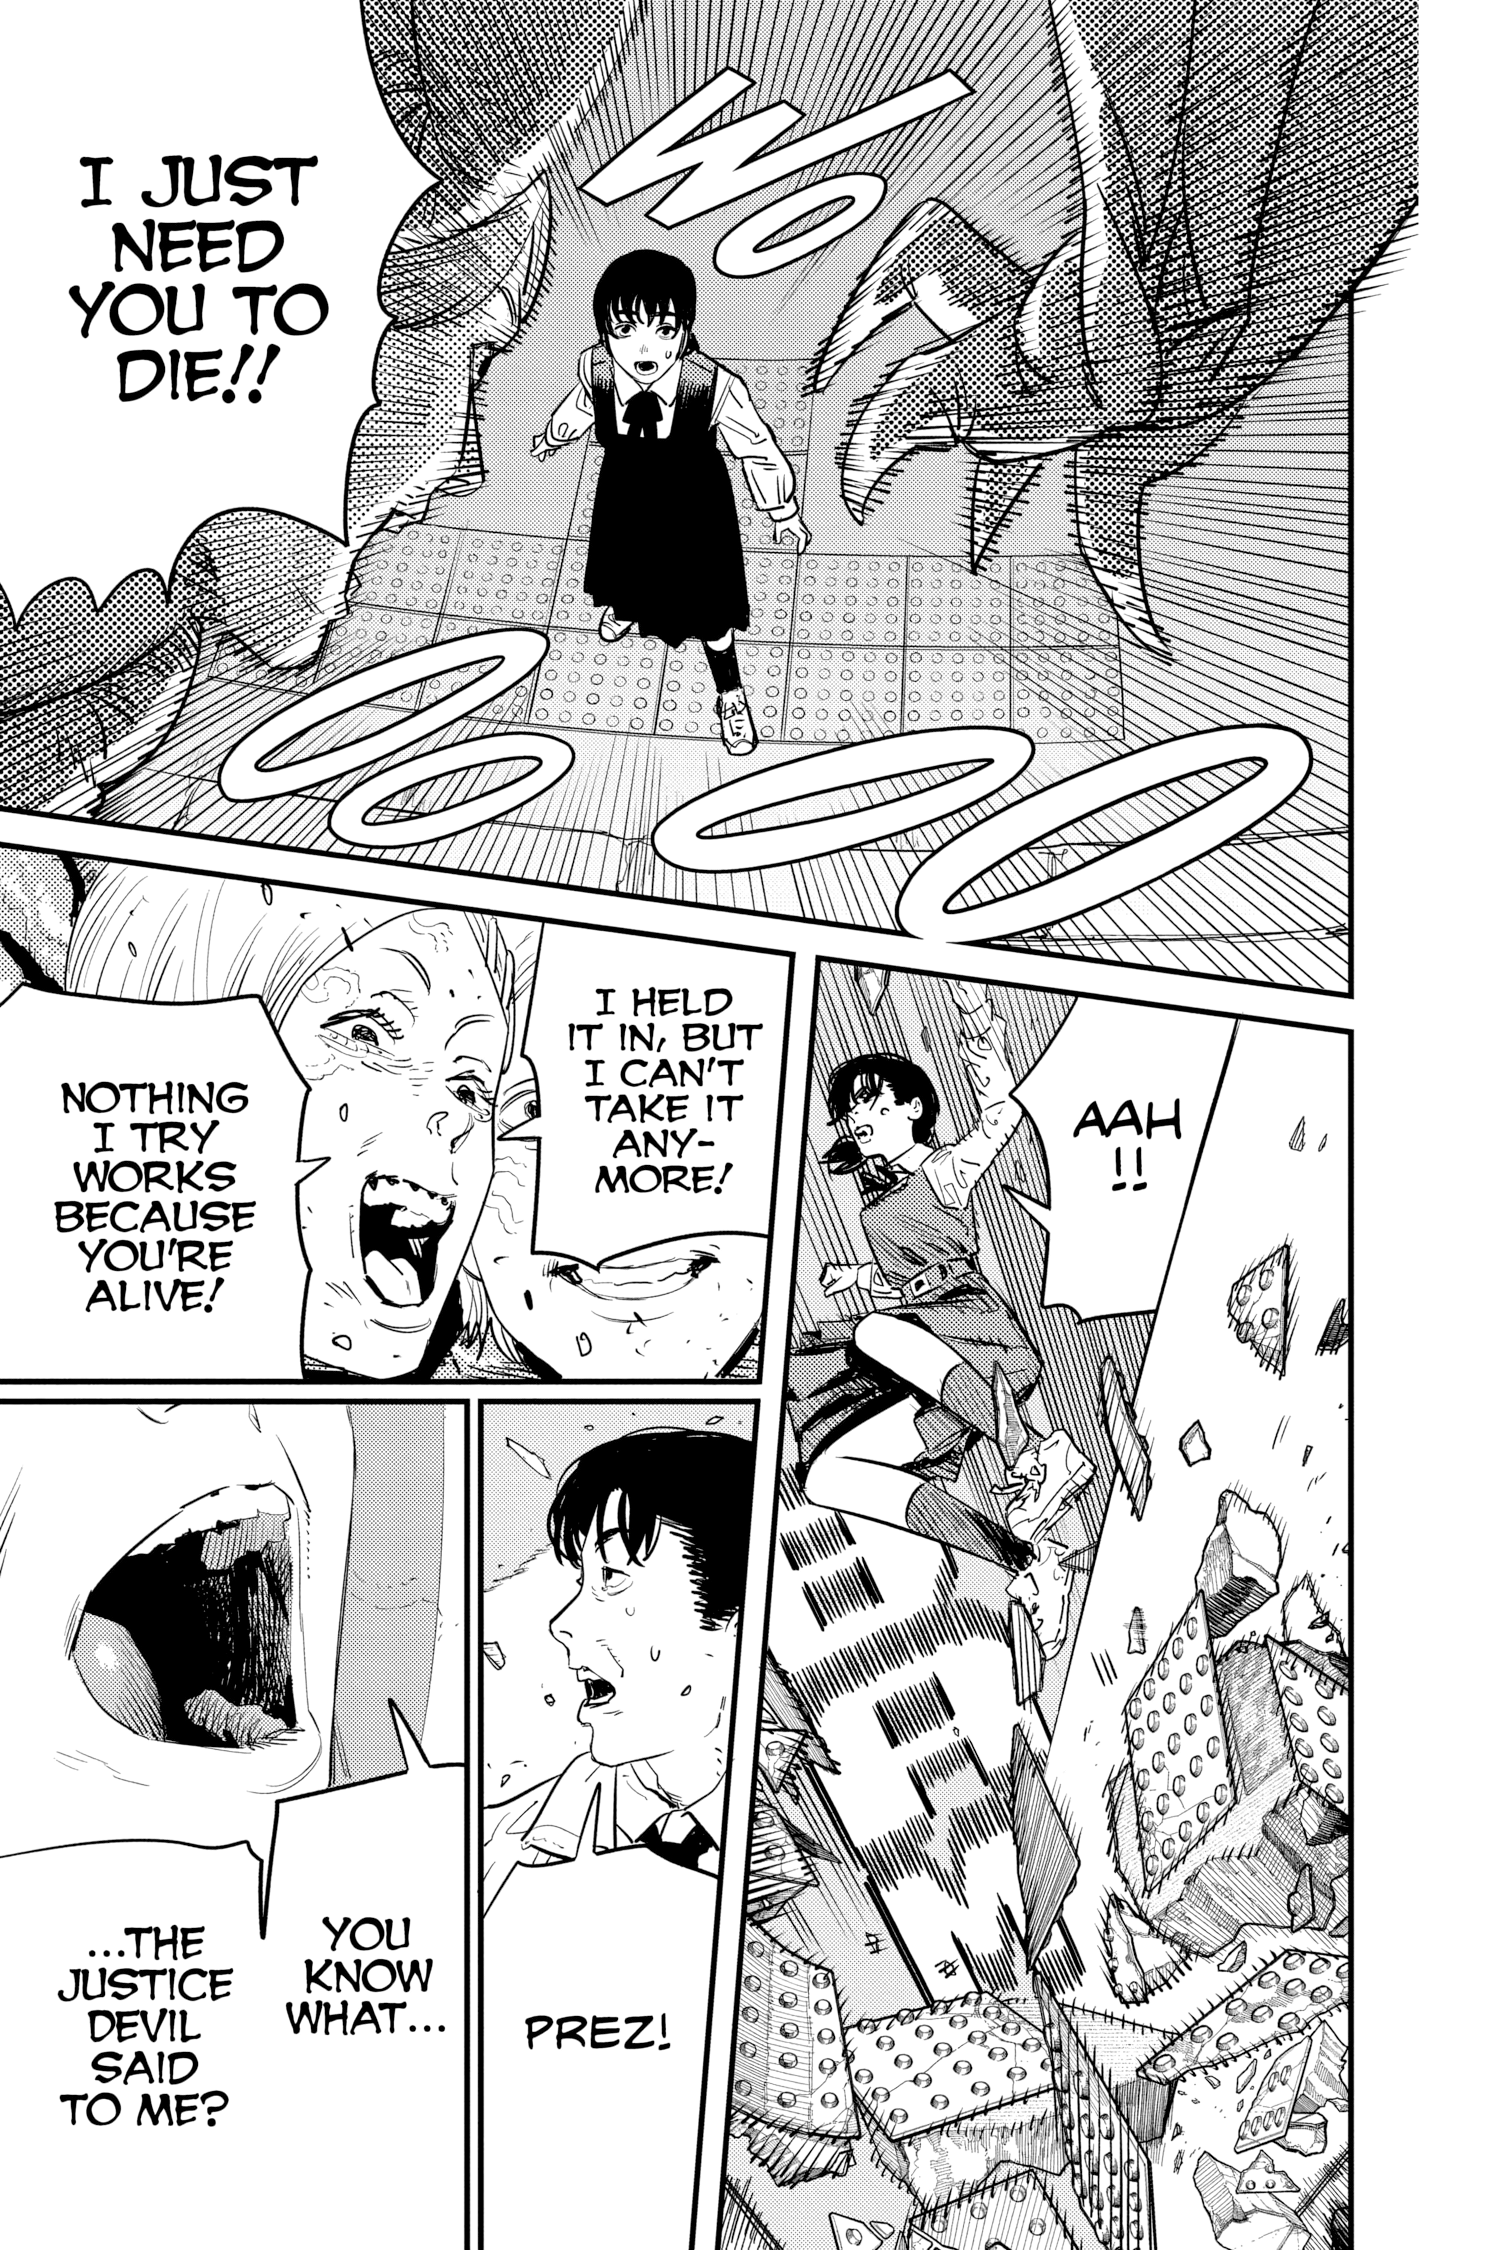 I JUST
NEED
YOU TO
DIE!!
WOOOOO
AAH
!!
I HELD
IT IN, BUT
I CAN'T
TAKE IT
ANY-
MORE!
NOTHING
I TRY
WORKS
BECAUSE
YOU'RE
ALIVE!
PREZ!
YOU
KNOW
WHAT...
...THE
JUSTICE
DEVIL
SAID
TO ME?